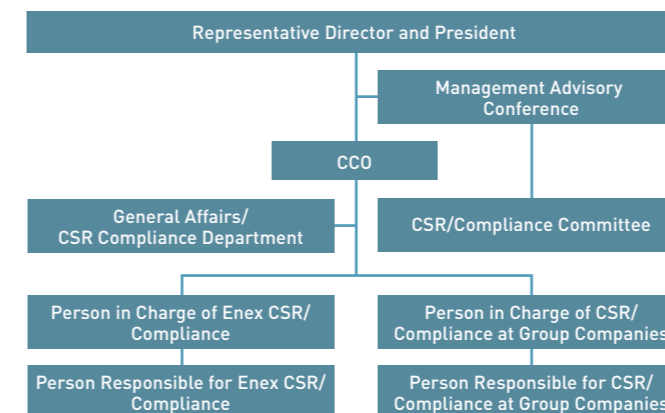 Representative Director and President
Management Advisory
Conference
CCO
General Affairs/
CSR Compliance Department
CSR/Compliance Committee
Person in Charge of Enex CSR/
Compliance
Person in Charge of CSR/
Compliance at Group Companies
Person Responsible for Enex CSR/
Compliance
Person Responsible for CSR/
Compliance at Group Companies